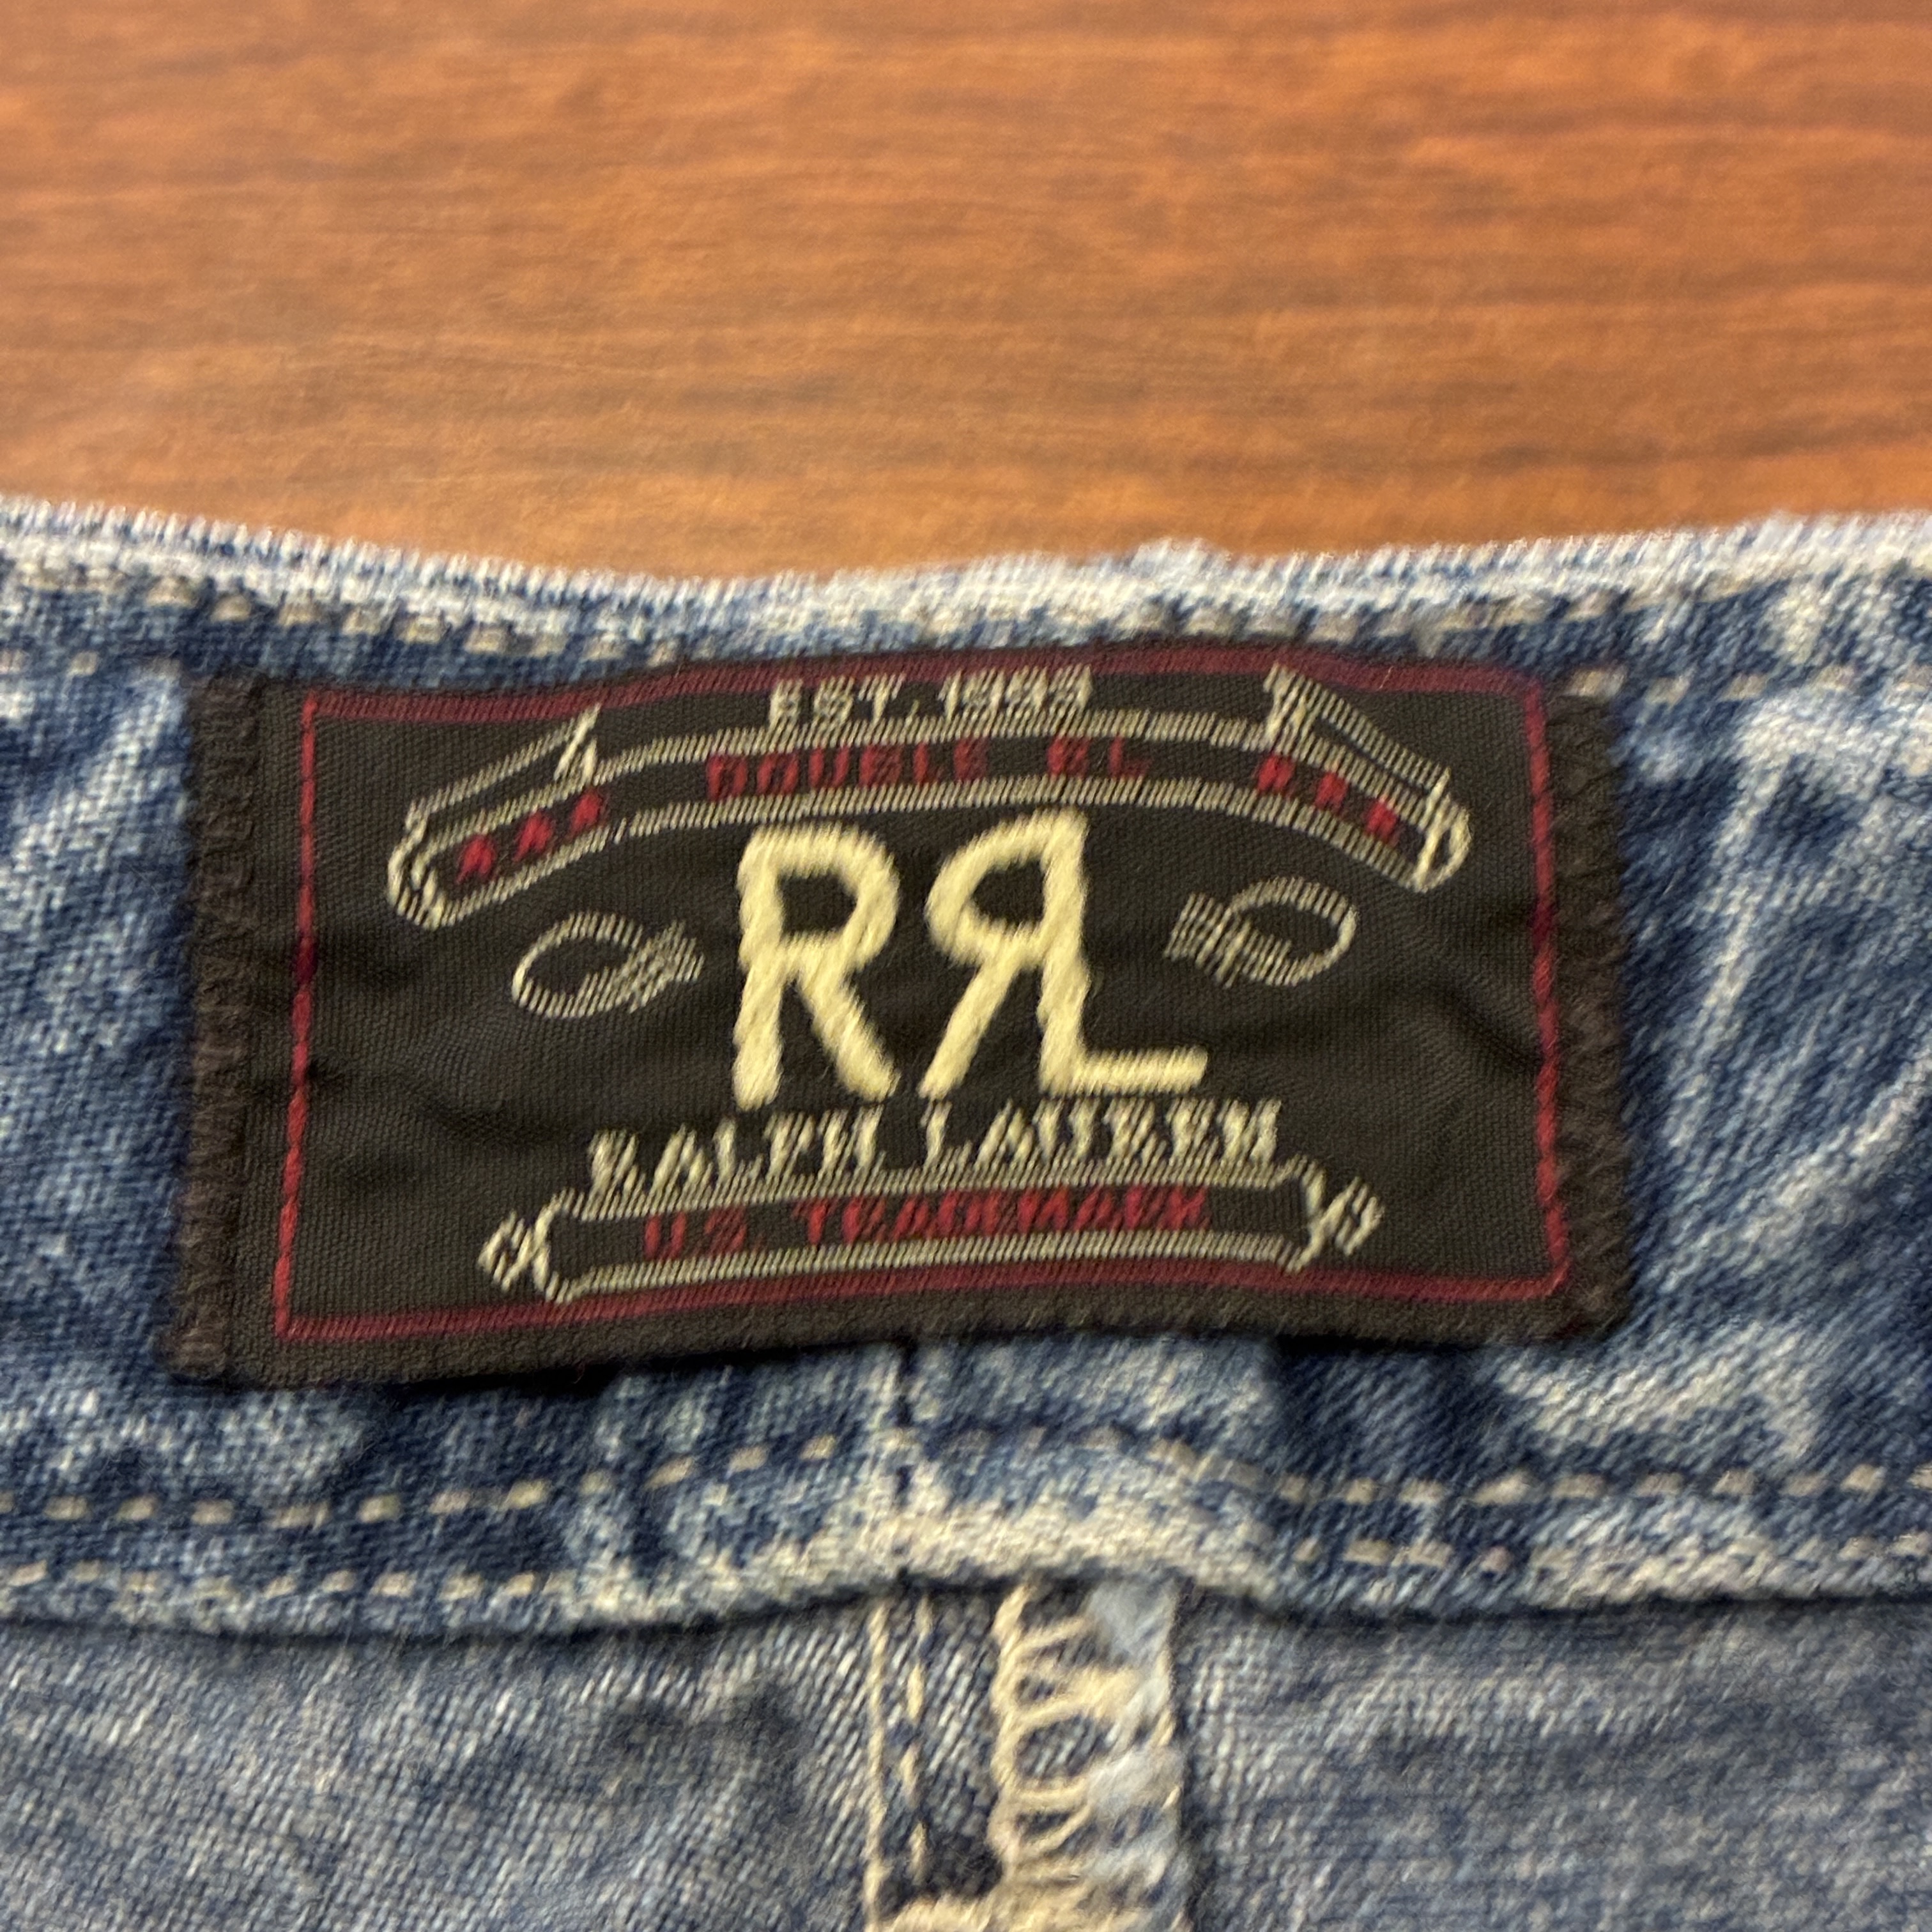 EST. 1993
DOUBLE RL
RRL
RALPH LAUREN
U.S. TRADEMARK